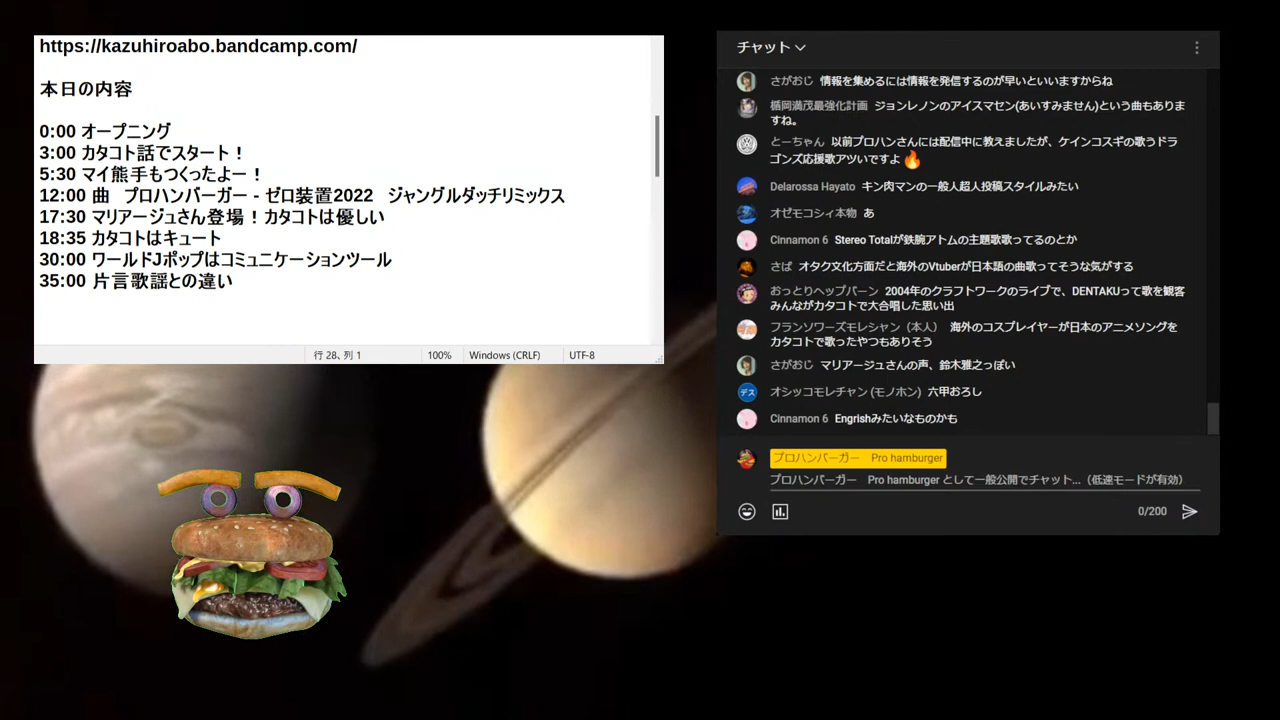 https://kazuhiroabo.bandcamp.com/
本日の内容
0:00 オープニング
3:00 カタコト話でスタート！
5:30 マイ熊手もつくったよー！
12:00 曲　プロハンバーガー - ゼロ装置2022　ジャングルダッチリミックス
17:30 マリアージュさん登場！カタコトは優しい
18:35 カタコトはキュート
30:00 ワールドJポップはコミュニケーションツール
35:00 片言歌謡との違い
行 28、列 1
100%
Windows (CRLF)
UTF-8
チャット
さがおじ 情報を集めるには情報を発信するのが早いといいますからね
楯岡満茂最強化計画 ジョンレノンのアイスマセン(あいすみません)という曲もありま
すね。
とーちゃん 以前プロハンさんには配信中に教えましたが、ケインコスギの歌うドラ
ゴンズ応援歌アツいですよ🔥
Delarossa Hayato キン肉マンの一般人超人投稿スタイルみたい
オゼモコシィ本物 あ
Cinnamon 6 Stereo Totalが鉄腕アトムの主題歌歌ってるのとか
さば オタク文化方面だと海外のVtuberが日本語の曲歌ってそうな気がする
おっとりヘップバーン 2004年のクラフトワークのライブで、DENTAKUって歌を観客
みんながカタコトで大合唱した思い出
フランソワーズモレシャン（本人） 海外のコスプレイヤーが日本のアニメソングを
カタコトで歌ったやつもありそう
さがおじ マリアージュさんの声、鈴木雅之っぽい
デス
オシッコモレチャン (モノホン) 六甲おろし
Cinnamon 6 Engrishみたいなものかも
プロハンバーガー　Pro hamburger
プロハンバーガー　Pro hamburger として一般公開でチャット...（低速モードが有効）
0/200